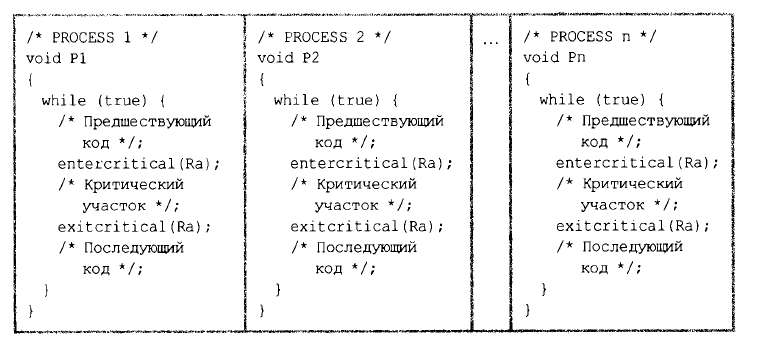 /* PROCESS 1 */
void P1
{
while (true) {
/* Предшествующий
код */;
entercritical(Ra);
/* Критический
участок */;
exitcritical(Ra);
/* Последующий
код */;
}
}
/* PROCESS 2 */
void P2
{
while (true) {
/* Предшествующий
код */;
entercritical(Ra);
/* Критический
участок */;
exitcritical(Ra);
/* Последующий
код */;
}
}
...
/* PROCESS n */
void Pn
{
while (true) {
/* Предшествующий
код */;
entercritical(Ra);
/* Критический
участок */;
exitcritical(Ra);
/* Последующий
код */;
}
}